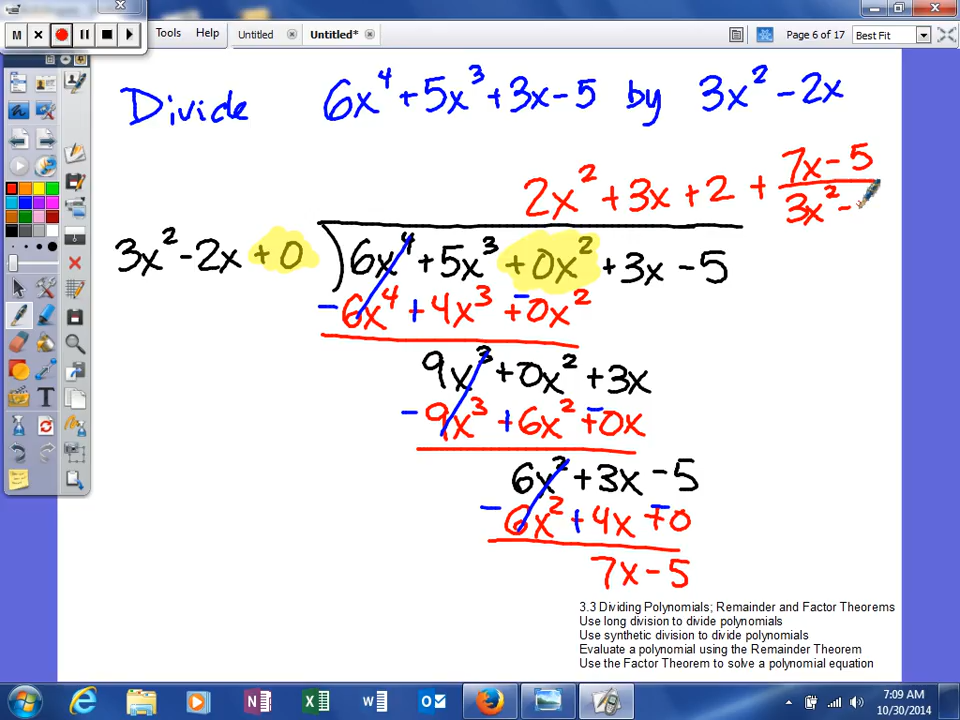 M
Tools Help Untitled Untitled* Page 6 of 17 Best Fit
Divide 6x⁴+5x³+3x-5 by 3x²-2x
7x-5
2x²+3x+2+
3x²-
3x²-2x+0 6x⁴+5x³+0x²+3x-5
-6x⁴+4x³+0x²
9x³+0x²+3x
-9x³+6x²+0x
6x²+3x-5
-6x²+4x+0
7x-5
3.3 Dividing Polynomials; Remainder and Factor Theorems
Use long division to divide polynomials
Use synthetic division to divide polynomials
Evaluate a polynomial using the Remainder Theorem
Use the Factor Theorem to solve a polynomial equation
7:09 AM
10/30/2014